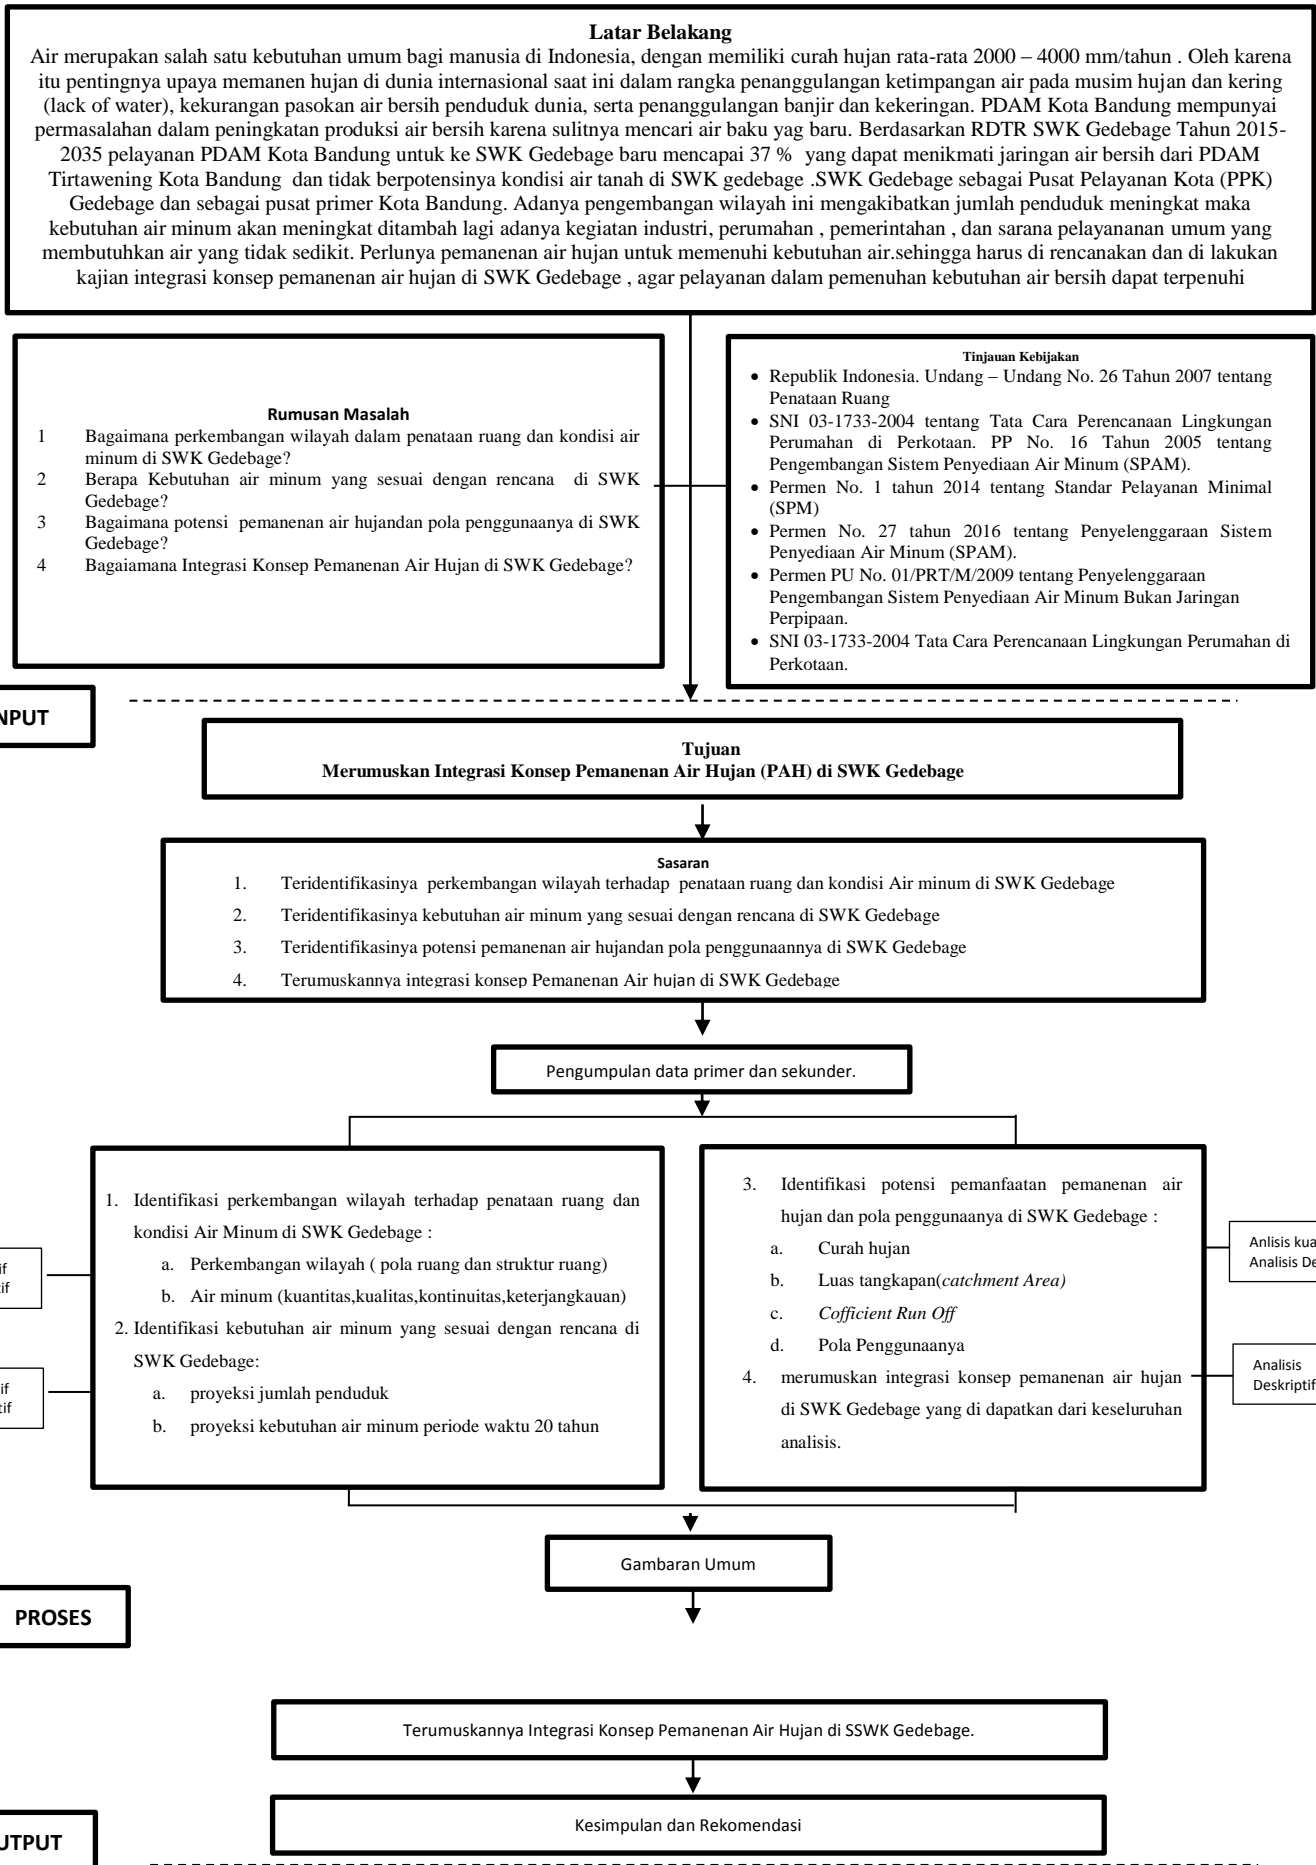 Latar Belakang
Air merupakan salah satu kebutuhan umum bagi manusia di Indonesia, dengan memiliki curah hujan rata-rata 2000 – 4000 mm/tahun . Oleh karena
itu pentingnya upaya memanen hujan di dunia internasional saat ini dalam rangka penanggulangan ketimpangan air pada musim hujan dan kering
(lack of water), kekurangan pasokan air bersih penduduk dunia, serta penanggulangan banjir dan kekeringan. PDAM Kota Bandung mempunyai
permasalahan dalam peningkatan produksi air bersih karena sulitnya mencari air baku yag baru. Berdasarkan RDTR SWK Gedebage Tahun 2015-
2035 pelayanan PDAM Kota Bandung untuk ke SWK Gedebage baru mencapai 37 % yang dapat menikmati jaringan air bersih dari PDAM
Tirtawening Kota Bandung dan tidak berpotensinya kondisi air tanah di SWK gedebage .SWK Gedebage sebagai Pusat Pelayanan Kota (PPK)
Gedebage dan sebagai pusat primer Kota Bandung. Adanya pengembangan wilayah ini mengakibatkan jumlah penduduk meningkat maka
kebutuhan air minum akan meningkat ditambah lagi adanya kegiatan industri, perumahan , pemerintahan , dan sarana pelayananan umum yang
membutuhkan air yang tidak sedikit. Perlunya pemanenan air hujan untuk memenuhi kebutuhan air.sehingga harus di rencanakan dan di lakukan
kajian integrasi konsep pemanenan air hujan di SWK Gedebage , agar pelayanan dalam pemenuhan kebutuhan air bersih dapat terpenuhi
Rumusan Masalah
1 Bagaimana perkembangan wilayah dalam penataan ruang dan kondisi air
minum di SWK Gedebage?
2 Berapa Kebutuhan air minum yang sesuai dengan rencana di SWK
Gedebage?
3 Bagaimana potensi pemanenan air hujandan pola penggunaanya di SWK
Gedebage?
4 Bagaiamana Integrasi Konsep Pemanenan Air Hujan di SWK Gedebage?
Tinjauan Kebijakan
• Republik Indonesia. Undang – Undang No. 26 Tahun 2007 tentang
Penataan Ruang
• SNI 03-1733-2004 tentang Tata Cara Perencanaan Lingkungan
Perumahan di Perkotaan. PP No. 16 Tahun 2005 tentang
Pengembangan Sistem Penyediaan Air Minum (SPAM).
• Permen No. 1 tahun 2014 tentang Standar Pelayanan Minimal
(SPM)
• Permen No. 27 tahun 2016 tentang Penyelenggaraan Sistem
Penyediaan Air Minum (SPAM).
• Permen PU No. 01/PRT/M/2009 tentang Penyelenggaraan
Pengembangan Sistem Penyediaan Air Minum Bukan Jaringan
Perpipaan.
• SNI 03-1733-2004 Tata Cara Perencanaan Lingkungan Perumahan di
Perkotaan.
NPUT
Tujuan
Merumuskan Integrasi Konsep Pemanenan Air Hujan (PAH) di SWK Gedebage
Sasaran
1. Teridentifikasinya perkembangan wilayah terhadap penataan ruang dan kondisi Air minum di SWK Gedebage
2. Teridentifikasinya kebutuhan air minum yang sesuai dengan rencana di SWK Gedebage
3. Teridentifikasinya potensi pemanenan air hujandan pola penggunaannya di SWK Gedebage
4. Terumuskannya integrasi konsep Pemanenan Air hujan di SWK Gedebage
Pengumpulan data primer dan sekunder.
1. Identifikasi perkembangan wilayah terhadap penataan ruang dan
kondisi Air Minum di SWK Gedebage :
a. Perkembangan wilayah ( pola ruang dan struktur ruang)
b. Air minum (kuantitas,kualitas,kontinuitas,keterjangkauan)
2. Identifikasi kebutuhan air minum yang sesuai dengan rencana di
SWK Gedebage:
a. proyeksi jumlah penduduk
b. proyeksi kebutuhan air minum periode waktu 20 tahun
if
tif
if
tif
3. Identifikasi potensi pemanfaatan pemanenan air
hujan dan pola penggunaanya di SWK Gedebage :
a. Curah hujan
b. Luas tangkapan(catchment Area)
c. Cofficient Run Off
d. Pola Penggunaanya
4. merumuskan integrasi konsep pemanenan air hujan
di SWK Gedebage yang di dapatkan dari keseluruhan
analisis.
Anlisis kua
Analisis De
Analisis
Deskriptif
Gambaran Umum
PROSES
Terumuskannya Integrasi Konsep Pemanenan Air Hujan di SSWK Gedebage.
Kesimpulan dan Rekomendasi
UTPUT